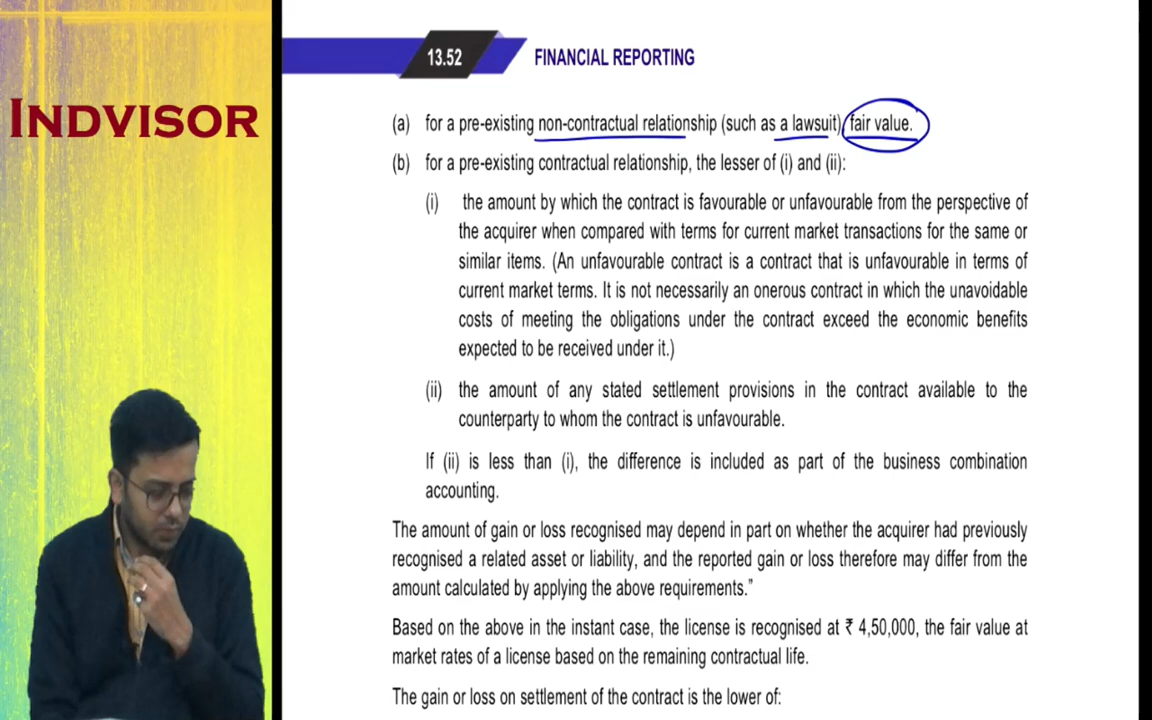 INDVISOR
13.52 FINANCIAL REPORTING
(a) for a pre-existing non-contractual relationship (such as a lawsuit), fair value.
(b) for a pre-existing contractual relationship, the lesser of (i) and (ii):
(i) the amount by which the contract is favourable or unfavourable from the perspective of
the acquirer when compared with terms for current market transactions for the same or
similar items. (An unfavourable contract is a contract that is unfavourable in terms of
current market terms. It is not necessarily an onerous contract in which the unavoidable
costs of meeting the obligations under the contract exceed the economic benefits
expected to be received under it.)
(ii) the amount of any stated settlement provisions in the contract available to the
counterparty to whom the contract is unfavourable.
If (ii) is less than (i), the difference is included as part of the business combination
accounting.
The amount of gain or loss recognised may depend in part on whether the acquirer had previously
recognised a related asset or liability, and the reported gain or loss therefore may differ from the
amount calculated by applying the above requirements."
Based on the above in the instant case, the license is recognised at ₹ 4,50,000, the fair value at
market rates of a license based on the remaining contractual life.
The gain or loss on settlement of the contract is the lower of: